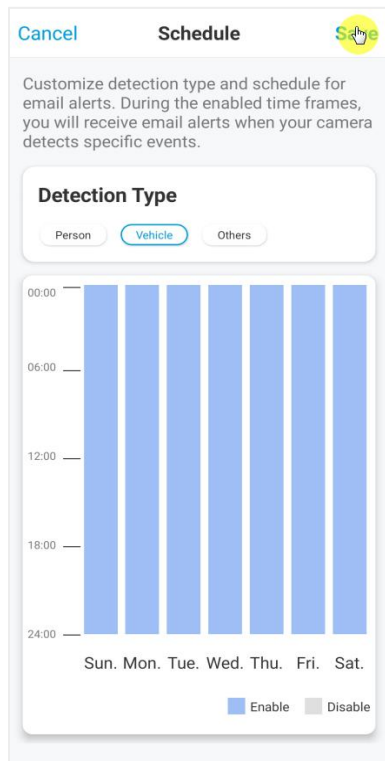 Cancel Schedule Save
Customize detection type and schedule for
email alerts. During the enabled time frames,
you will receive email alerts when your camera
detects specific events.
Detection Type
Person Vehicle Others
00:00
06:00
12:00
18:00
24:00
Sun. Mon. Tue. Wed. Thu. Fri. Sat.
Enable Disable